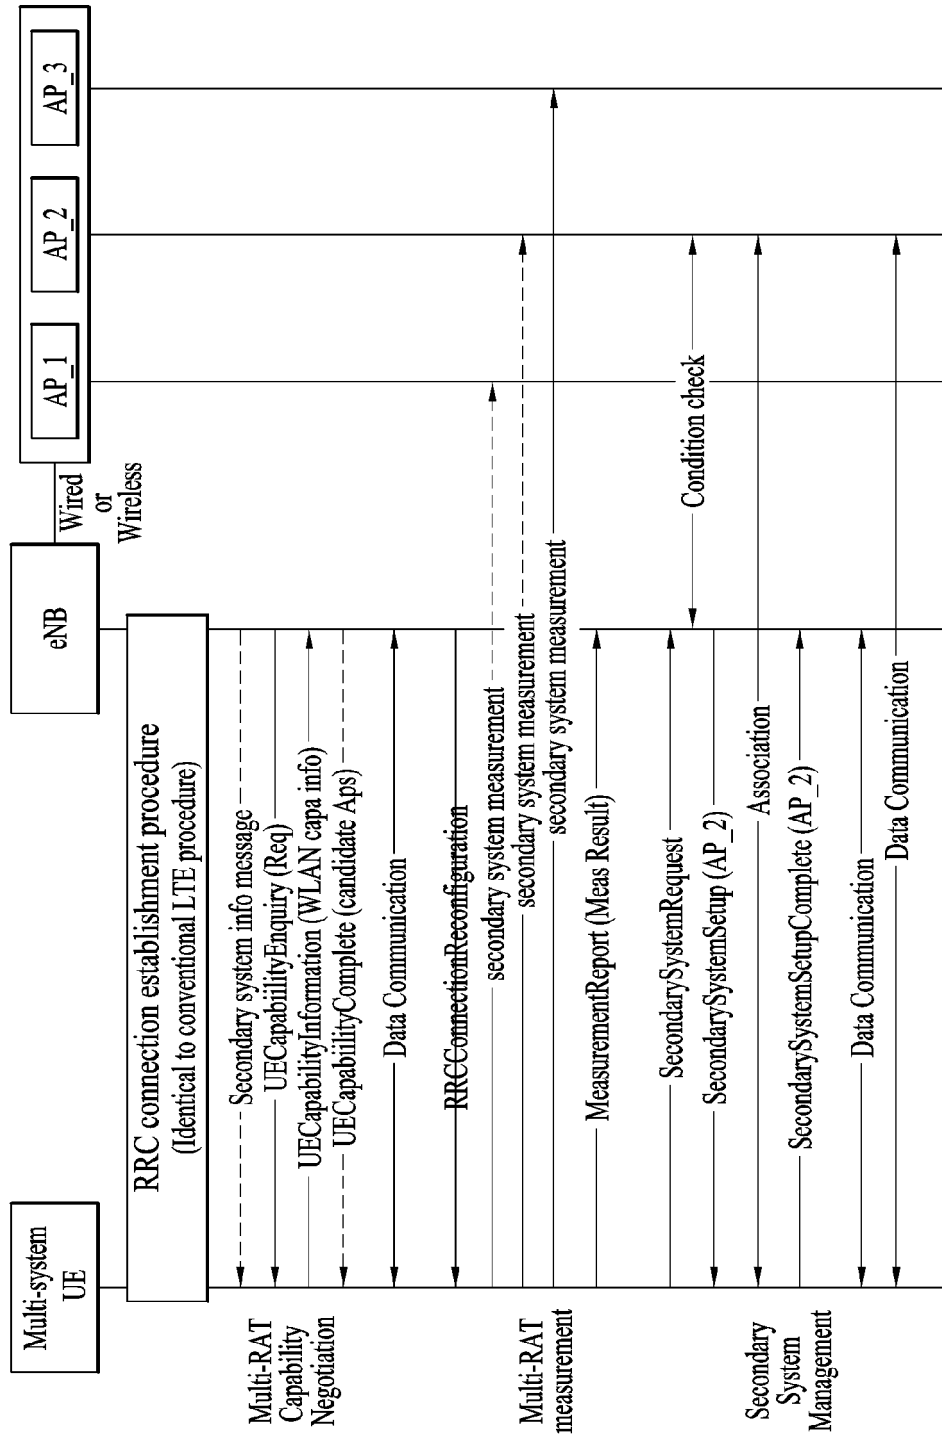 Multi-system
UE
eNB
Wired
or
Wireless
AP_1
AP_2
AP_3
RRC connection establishment procedure
(Identical to conventional LTE procedure)
Multi-RAT
Capability
Negotiation
Secondary system info message
UECapabilityEnquiry (Req)
UECapabilityInformation (WLAN capa info)
UECapabilityComplete (candidate Aps)
Data Communication
RRCConnectionReconfiguration
Multi-RAT
measurement
secondary system measurement
secondary system measurement
secondary system measurement
MeasurementReport (Meas Result)
SecondarySystemRequest
Condition check
SecondarySystemSetup (AP_2)
Secondary
System
Management
Association
SecondarySystemSetupComplete (AP_2)
Data Communication
Data Communication